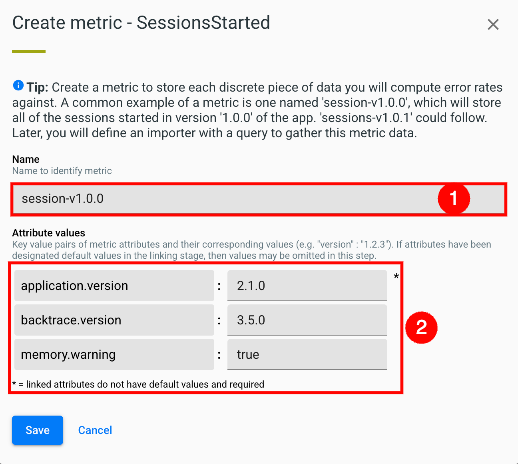 Create metric - SessionsStarted
Tip: Create a metric to store each discrete piece of data you will compute error rates
against. A common example of a metric is one named 'session-v1.0.0', which will store
all of the sessions started in version '1.0.0' of the app. 'sessions-v1.0.1' could follow.
Later, you will define an importer with a query to gather this metric data.
Name
Name to identify metric
session-v1.0.0
1
Attribute values
Key value pairs of metric attributes and their corresponding values (e.g. "version" : "1.2.3"). If attributes have been
designated default values in the linking stage, then values may be omitted in this step.
application.version : 2.1.0 *
backtrace.version : 3.5.0
2
memory.warning : true
* = linked attributes do not have default values and required
Save Cancel